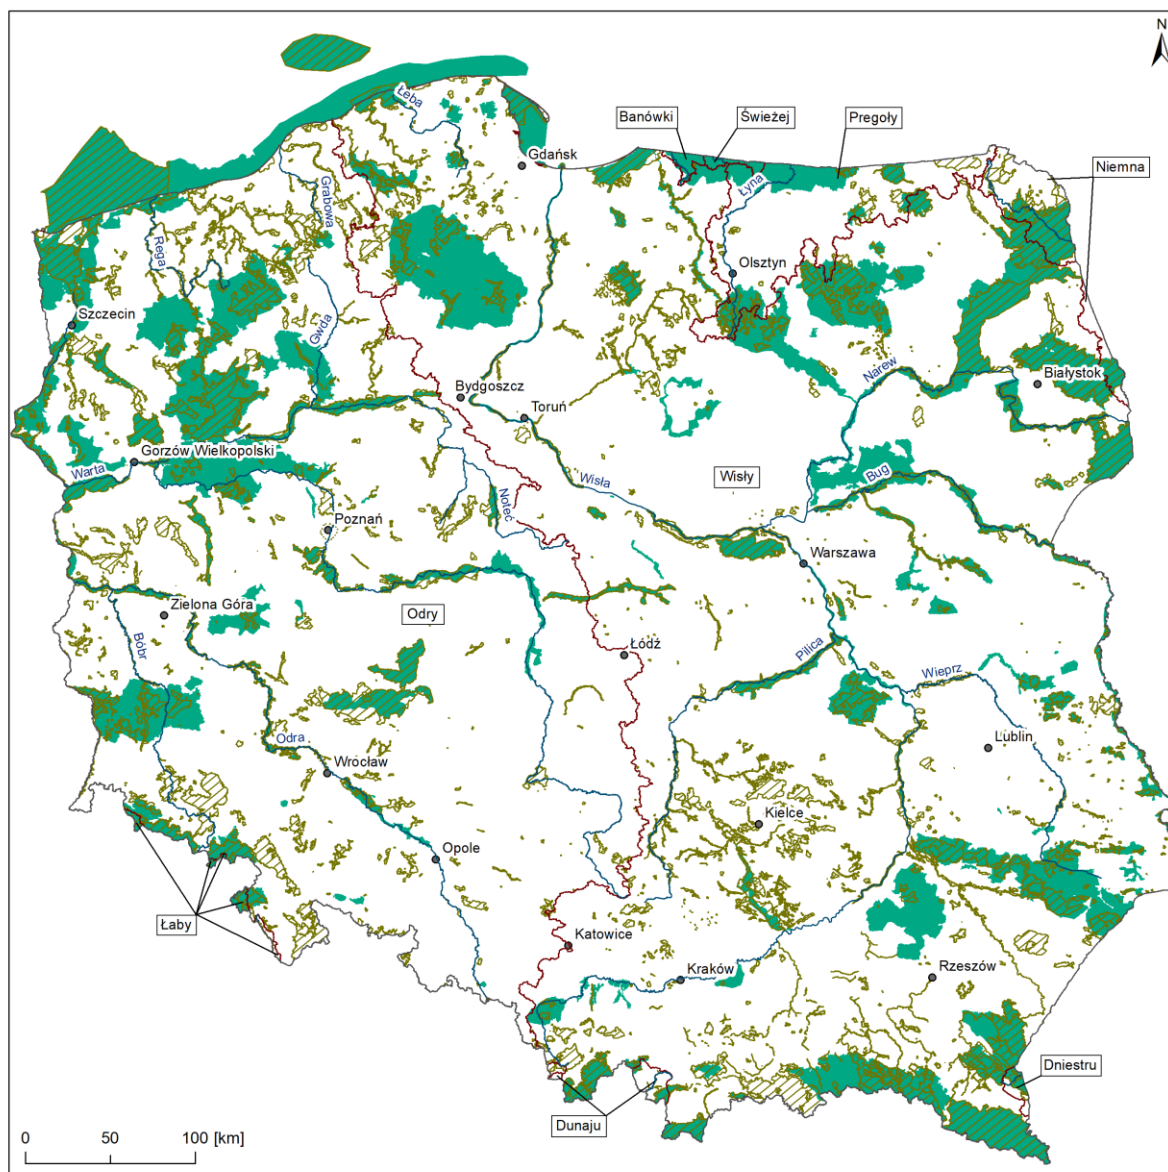 N
Łeba
Banówki
Świeżej
Pregoły
Gdańsk
Niemna
Łyna
Grabowa
Rega
Olsztyn
Szczecin
Gwda
Narew
Białystok
Bydgoszcz
Toruń
Gorzów Wielkopolski
Warta
Wisła
Wisły
Bug
Noteć
Poznań
Warszawa
Zielona Góra
Odry
Bóbr
Łódź
Pilica
Wieprz
Odra
Lublin
Wrocław
Kielce
Opole
Łaby
Katowice
Kraków
Rzeszów
Dniestru
Dunaju
0 50 100 [km]